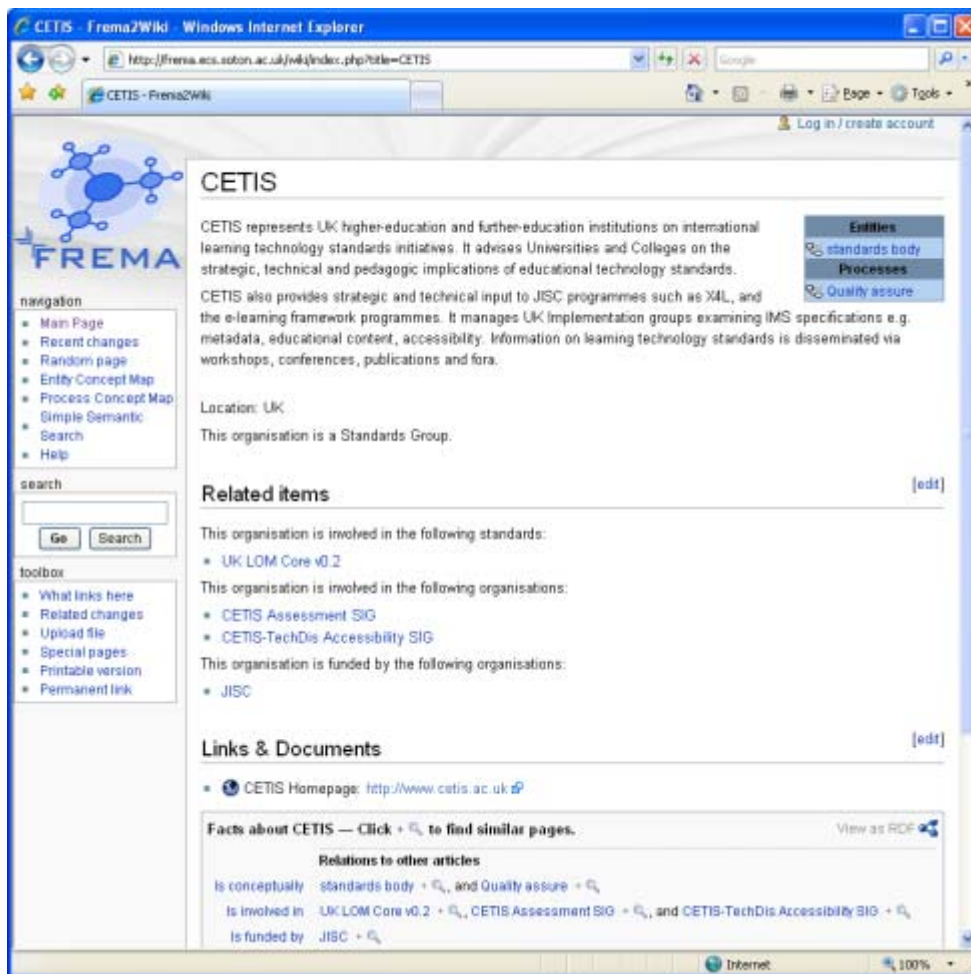 CETIS - Frema2Wiki - Windows Internet Explorer
http://frema.ecs.soton.ac.uk/wiki/index.php?title=CETIS
Google
CETIS - Frema2Wiki
Page
Tools
Log in / create account
FREMA
navigation
Main Page
Recent changes
Random page
Entity Concept Map
Process Concept Map
Simple Semantic
Search
Help
search
Go
Search
toolbox
What links here
Related changes
Upload file
Special pages
Printable version
Permanent link
CETIS
CETIS represents UK higher-education and further-education institutions on international
learning technology standards initiatives. It advises Universities and Colleges on the
strategic, technical and pedagogic implications of educational technology standards.
Entities
standards body
Processes
Quality assure
CETIS also provides strategic and technical input to JISC programmes such as X4L, and
the e-learning framework programmes. It manages UK Implementation groups examining IMS specifications e.g.
metadata, educational content, accessibility. Information on learning technology standards is disseminated via
workshops, conferences, publications and fora.
Location: UK
This organisation is a Standards Group.
Related items
[edit]
This organisation is involved in the following standards:
UK LOM Core v0.2
This organisation is involved in the following organisations:
CETIS Assessment SIG
CETIS-TechDis Accessibility SIG
This organisation is funded by the following organisations:
JISC
Links & Documents
[edit]
CETIS Homepage: http://www.cetis.ac.uk
Facts about CETIS — Click + to find similar pages.
View as RDF
Relations to other articles
Is conceptually standards body +, and Quality assure +
Is involved in UK LOM Core v0.2 +, CETIS Assessment SIG +, and CETIS-TechDis Accessibility SIG +
Is funded by JISC +
Internet
100%